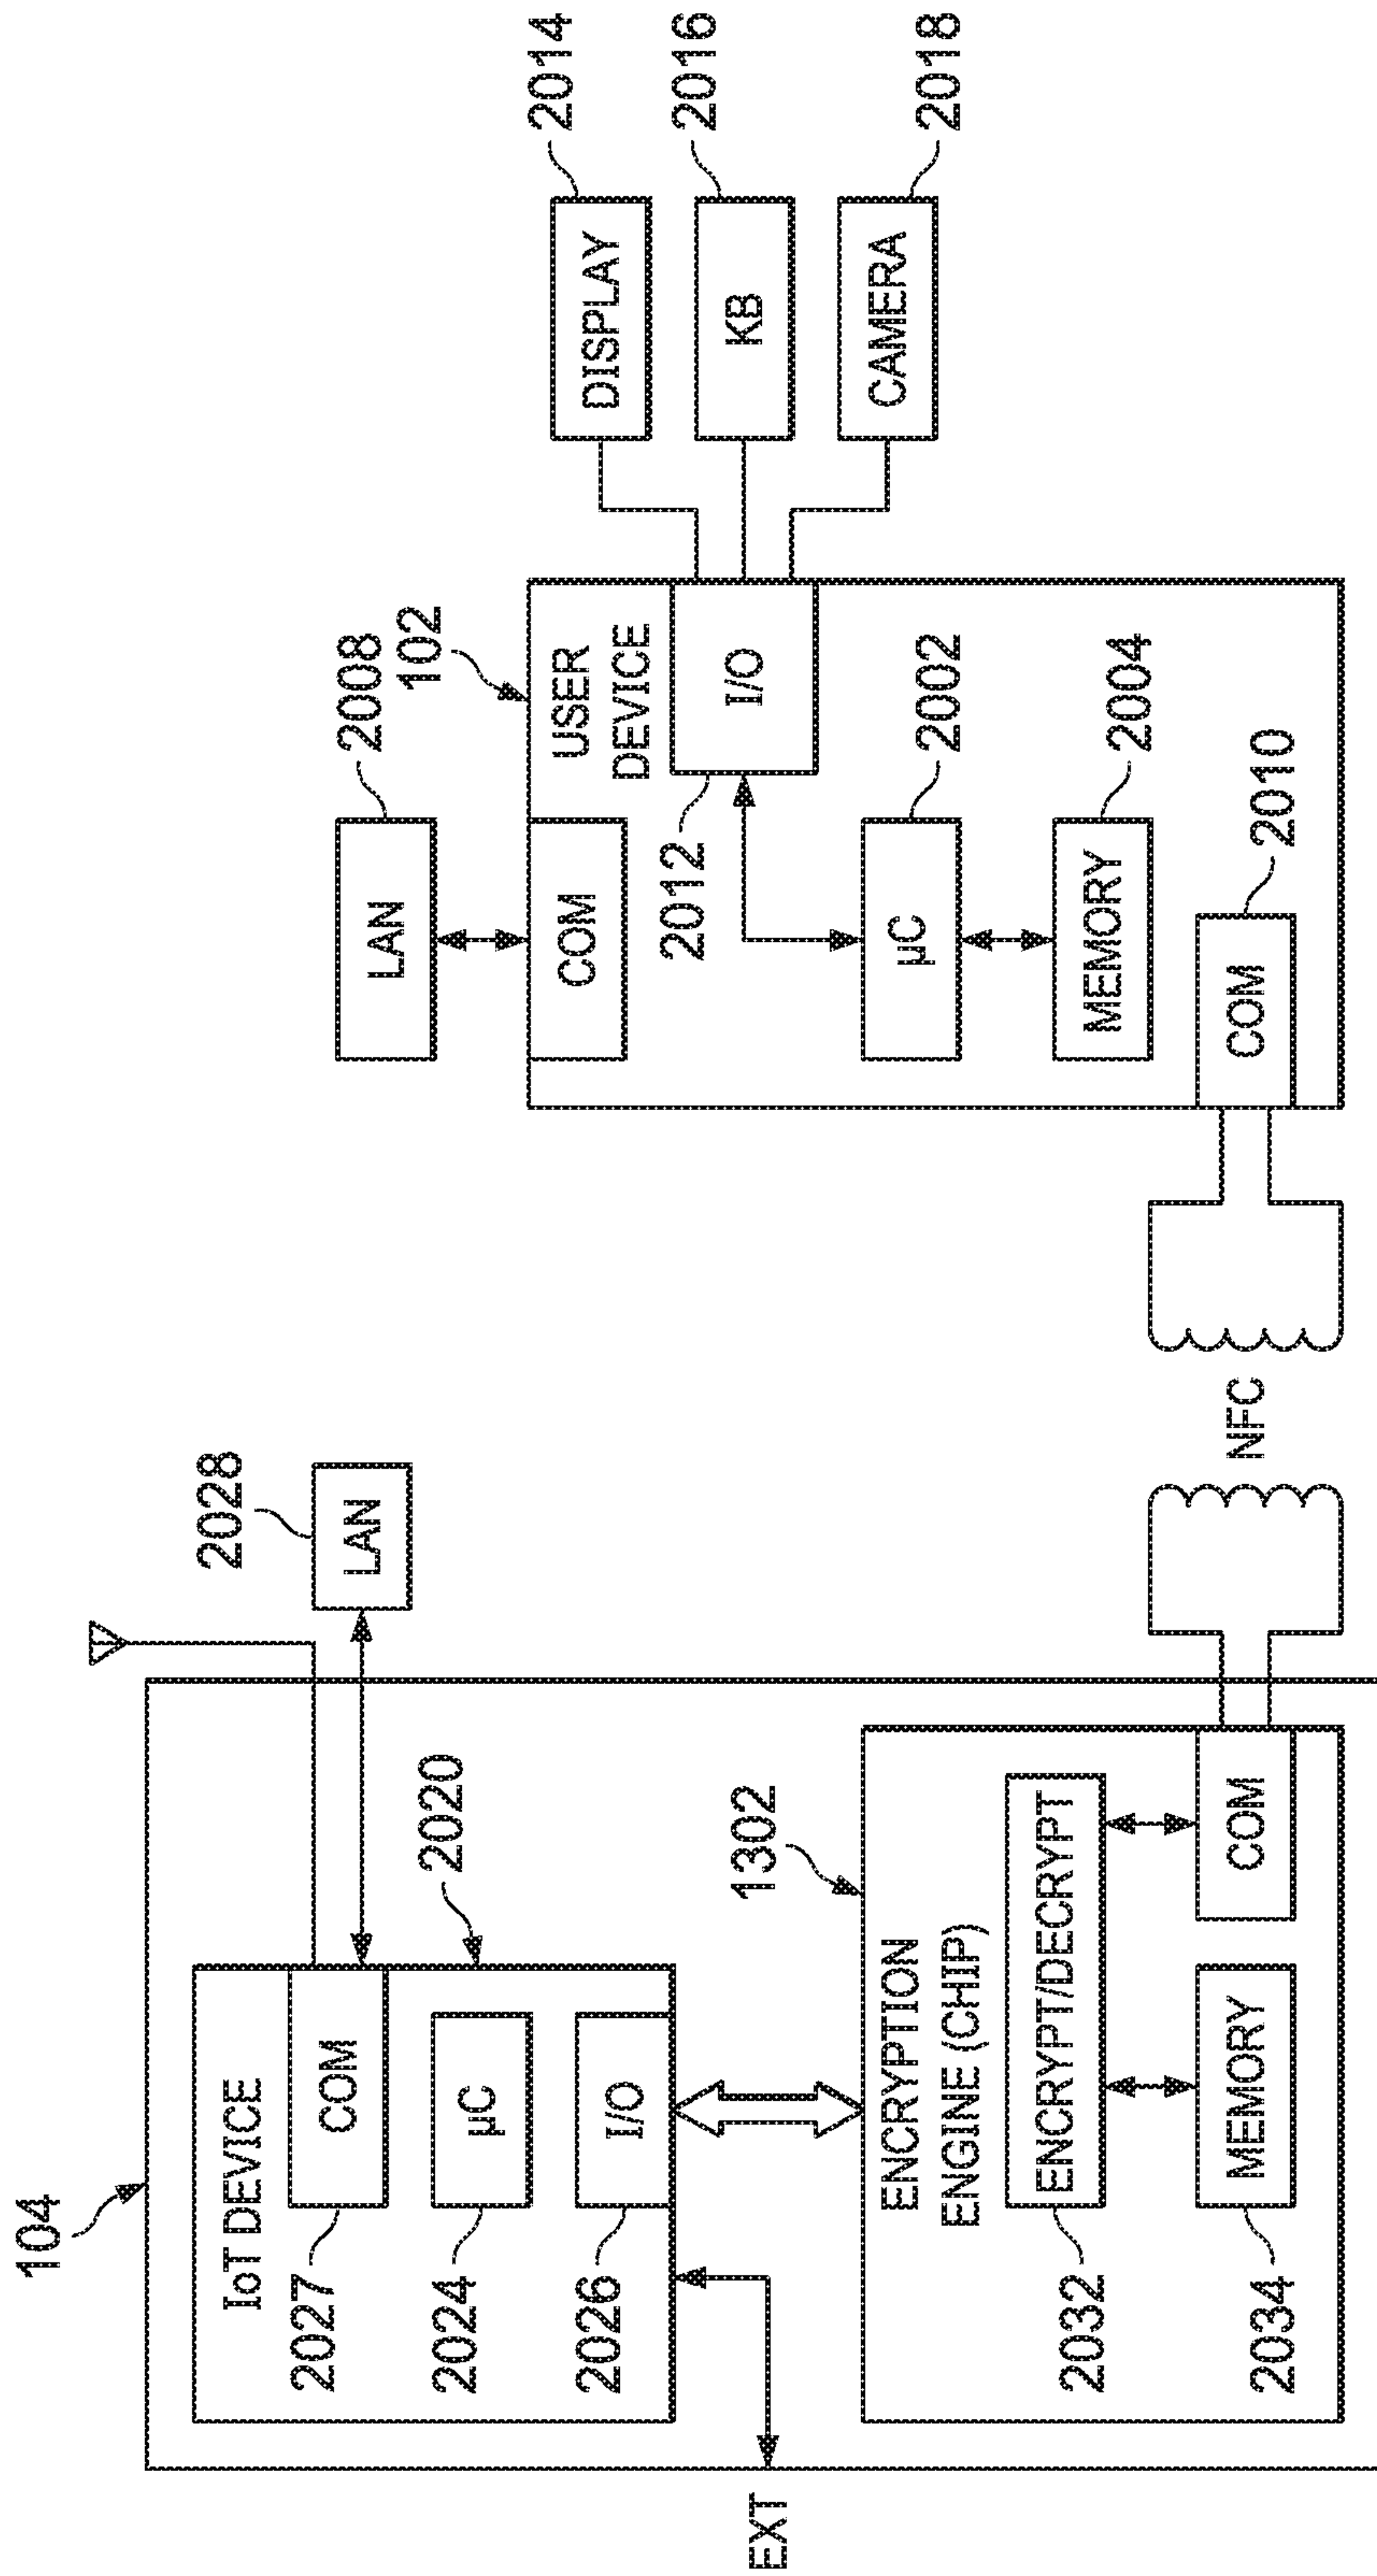 104
IoT DEVICE
2027
COM
2024
µC
2026
I/O
2020
2028
LAN
EXT
1302
ENCRYPTION
ENGINE (CHIP)
2032
ENCRYPT/DECRYPT
2034
MEMORY
COM
NFC
LAN
2008
102
COM
USER
DEVICE
2012
I/O
µC
2002
MEMORY
2004
COM
2010
DISPLAY
2014
KB
2016
CAMERA
2018